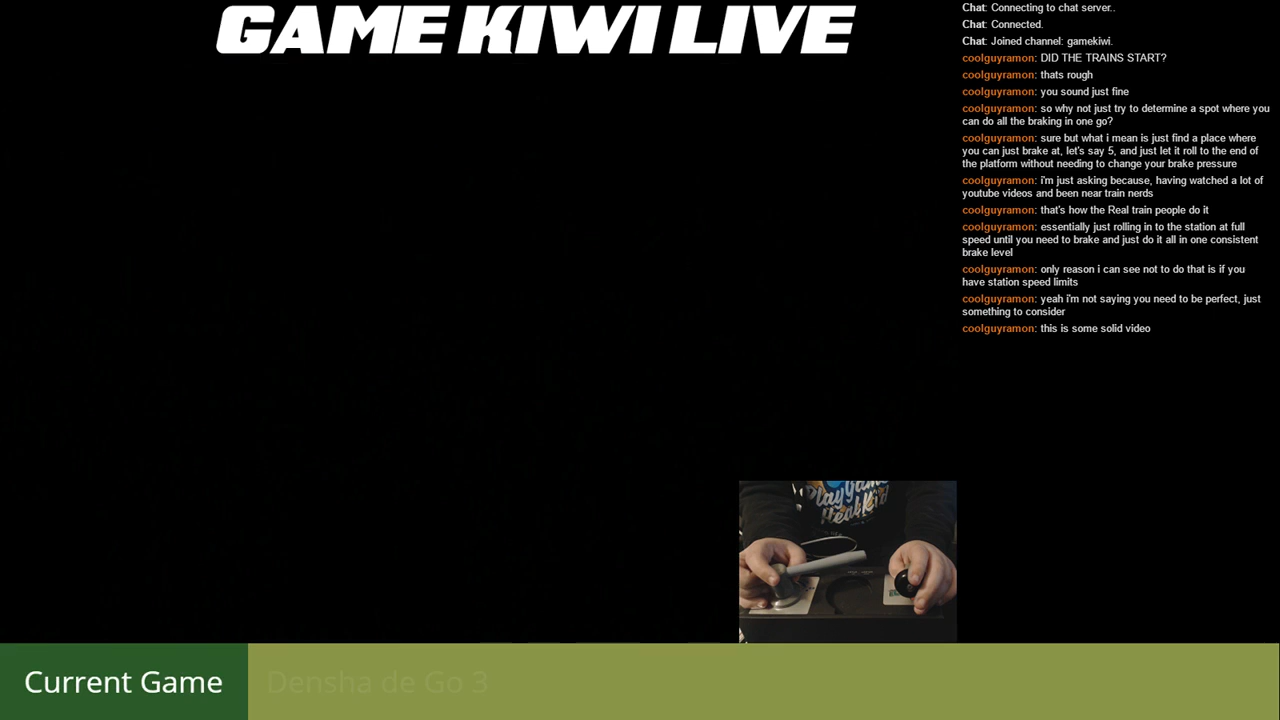 GAME KIWI LIVE
Chat: Connecting to chat server..
Chat: Connected.
Chat: Joined channel: gamekiwi.
coolguyramon: DID THE TRAINS START?
coolguyramon: thats rough
coolguyramon: you sound just fine
coolguyramon: so why not just try to determine a spot where you
can do all the braking in one go?
coolguyramon: sure but what i mean is just find a place where
you can just brake at, let's say 5, and just let it roll to the end of
the platform without needing to change your brake pressure
coolguyramon: i'm just asking because, having watched a lot of
youtube videos and been near train nerds
coolguyramon: that's how the Real train people do it
coolguyramon: essentially just rolling in to the station at full
speed until you need to brake and just do it all in one consistent
brake level
coolguyramon: only reason i can see not to do that is if you
have station speed limits
coolguyramon: yeah i'm not saying you need to be perfect, just
something to consider
coolguyramon: this is some solid video
Play Games
Heal Kids
Current Game
Densha de Go 3